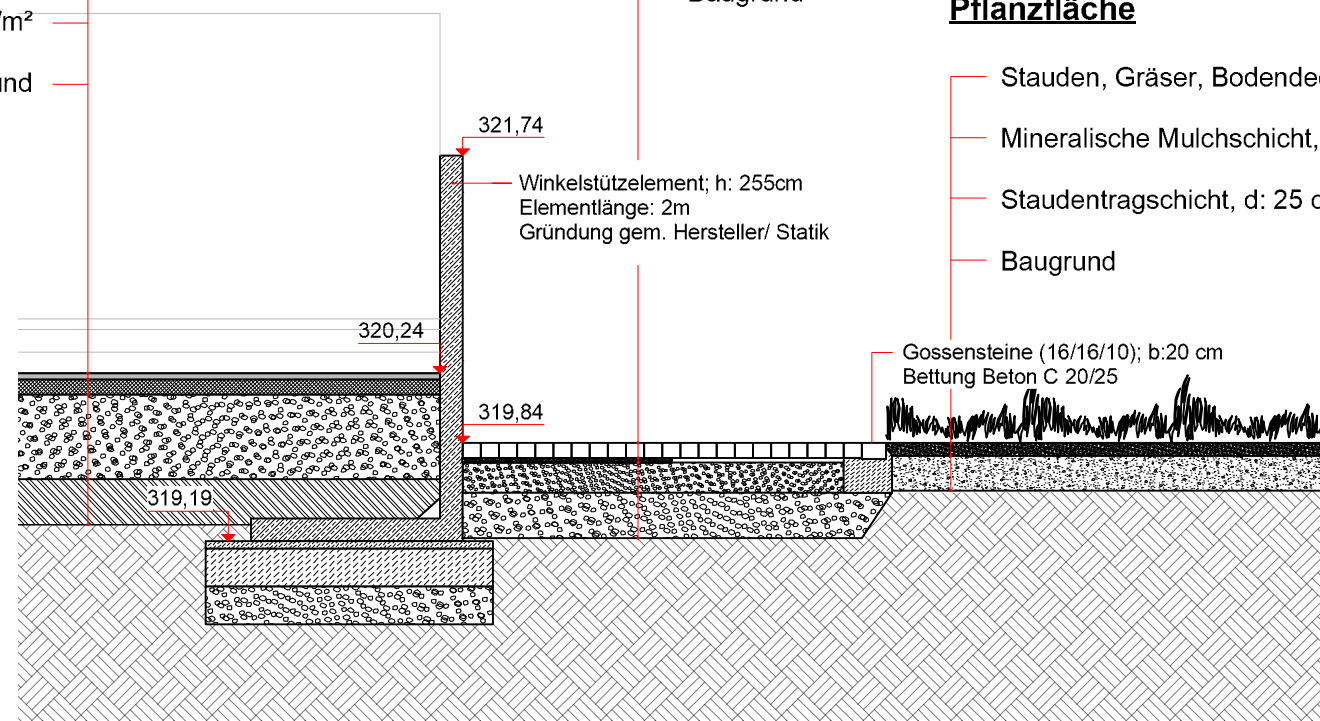 /m²
Baugrund
Pflanzfläche
und
Stauden, Gräser, Bodende
321,74
Mineralische Mulchschicht,
Winkelstützelement; h: 255cm
Elementlänge: 2m
Gründung gem. Hersteller/ Statik
Staudentragschicht, d: 25 c
Baugrund
320,24
Gossensteine (16/16/10); b:20 cm
Bettung Beton C 20/25
319,84
319,19